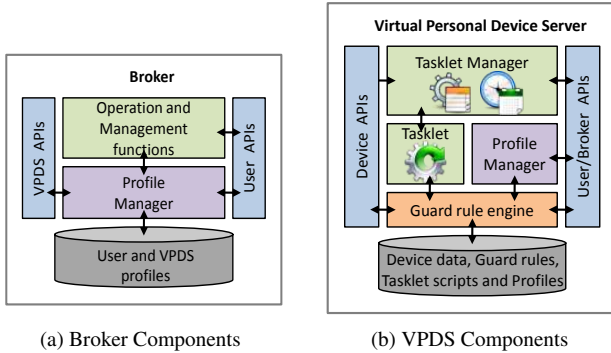 Broker
VPDS APIs
Operation and
Management
functions
User APIs
Profile
Manager
User and VPDS
profiles
(a) Broker Components
Virtual Personal Device Server
Device APIs
Tasklet Manager
User/Broker APIs
Tasklet
Profile
Manager
Guard rule engine
Device data, Guard rules,
Tasklet scripts and Profiles
(b) VPDS Components